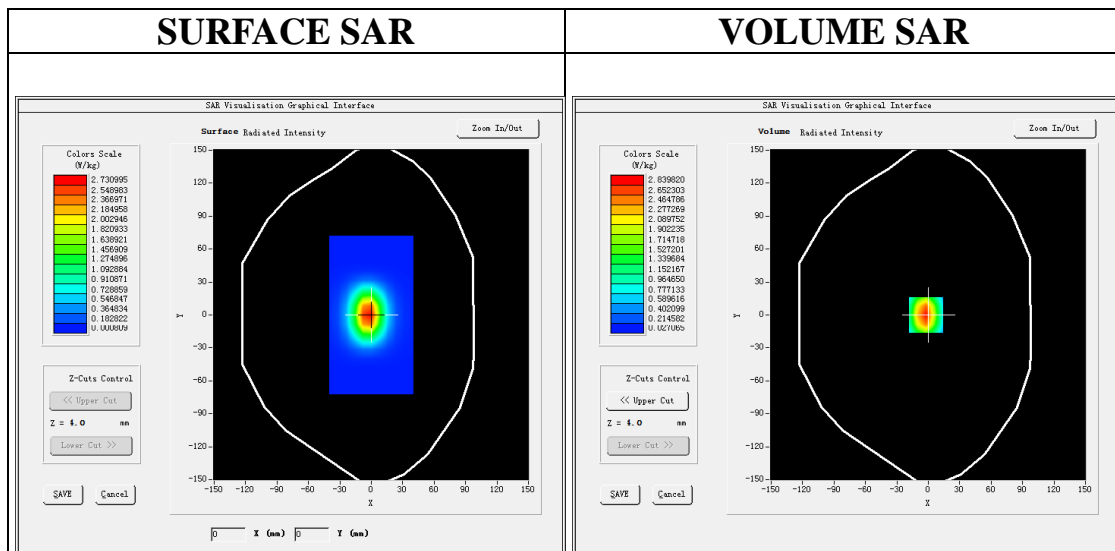 SURFACE SAR
VOLUME SAR
SAR Visualisation Graphical Interface
Surface Radiated Intensity
Zoom In/Out
Colors Scale
(W/kg)
2.730995
2.548983
2.366971
2.184958
2.002946
1.820933
1.638921
1.456909
1.274896
1.092884
0.910871
0.728859
0.546847
0.364834
0.182822
0.000809
150
120
90
60
30
0
-30
-60
-90
-120
-150
Y
-150 -120 -90 -60 -30 0 30 60 90 120 150
X
Z-Cuts Control
<< Upper Cut
Z = 4.0 mm
Lower Cut >>
SAVE Cancel
0 X (mm) 0 Y (mm)
SAR Visualisation Graphical Interface
Volume Radiated Intensity
Zoom In/Out
Colors Scale
(W/kg)
2.839820
2.652303
2.464786
2.277269
2.089752
1.902235
1.714718
1.527201
1.339684
1.152167
0.964650
0.777133
0.589616
0.402099
0.214582
0.027065
150
120
90
60
30
0
-30
-60
-90
-120
-150
Y
-150 -120 -90 -60 -30 0 30 60 90 120 150
X
Z-Cuts Control
<< Upper Cut
Z = 4.0 mm
Lower Cut >>
SAVE Cancel